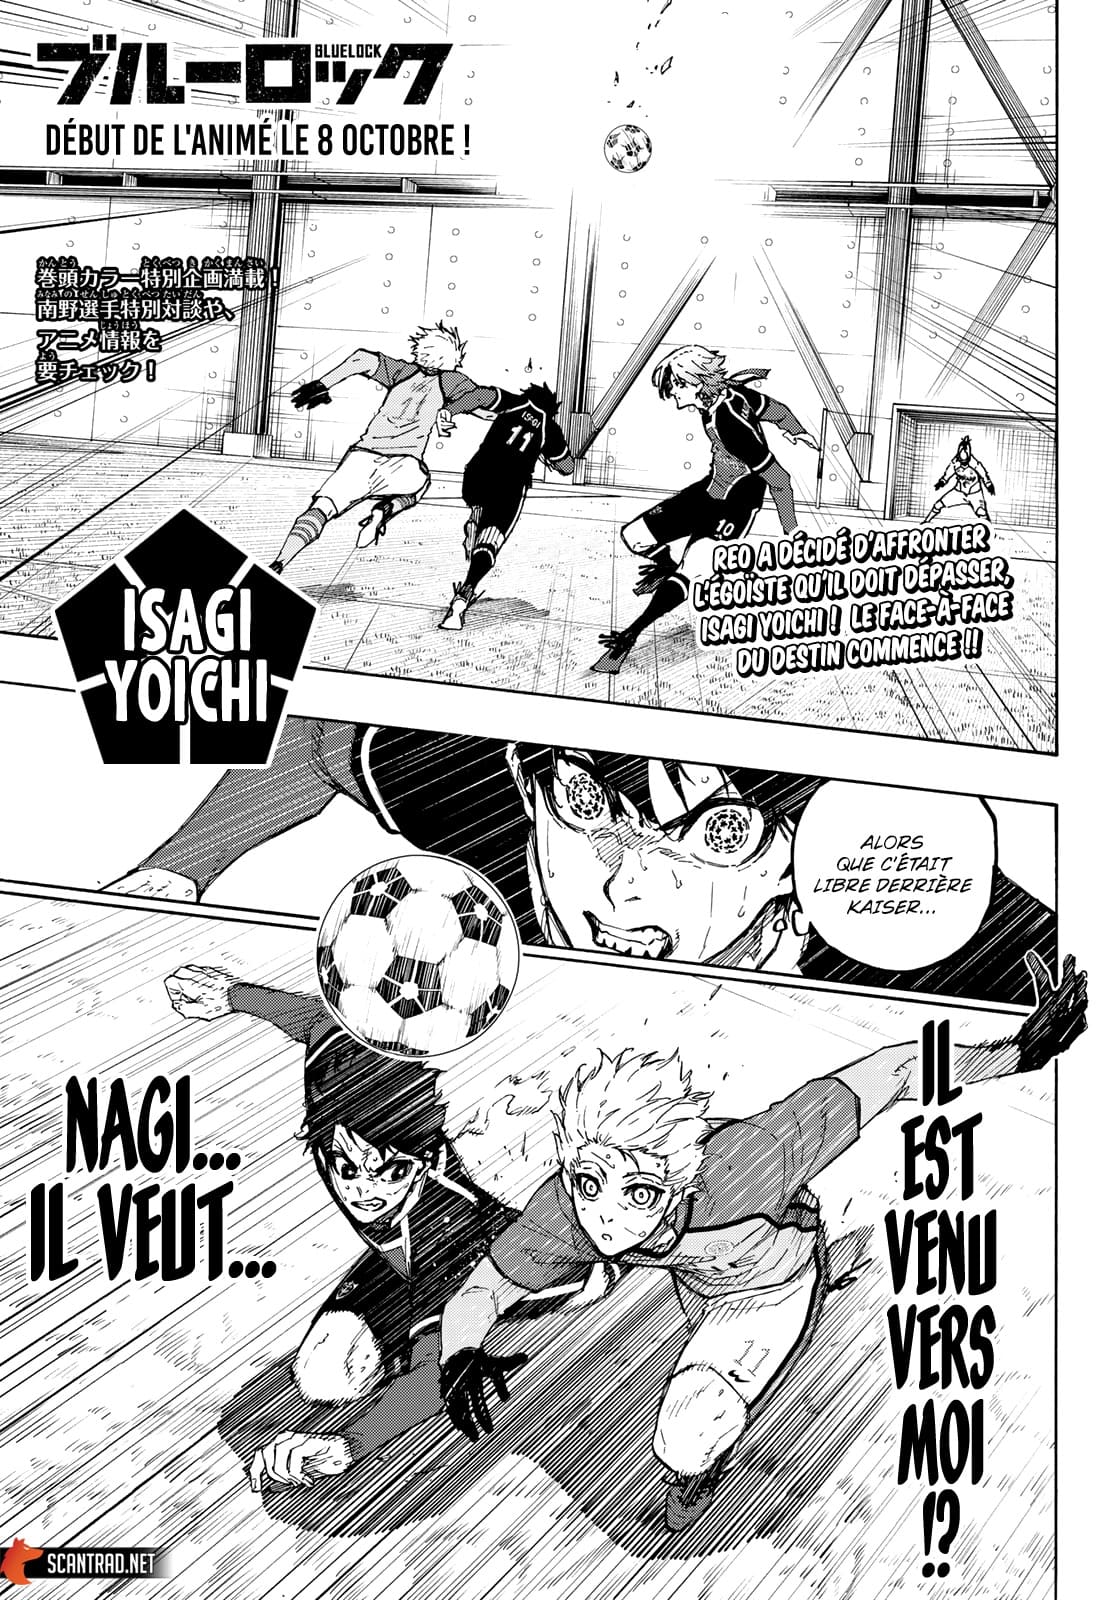 ブルーロック
BLUELOCK
DÉBUT DE L'ANIMÉ LE 8 OCTOBRE !
巻頭カラー特別企画満載！
南野選手特別対談や、
アニメ情報を
要チェック！
ISAGI
11
10
REO A DÉCIDÉ D'AFFRONTER
L'ÉGOÏSTE QU'IL DOIT DÉPASSER,
ISAGI YOICHI ! LE FACE-À-FACE
DU DESTIN COMMENCE !!
ISAGI
YOICHI
ALORS
QUE C'ÉTAIT
LIBRE DERRIÈRE
KAISER...
IL
EST
VENU
VERS
MOI
!?
NAGI...
IL VEUT...
11
SCANTRAD.NET